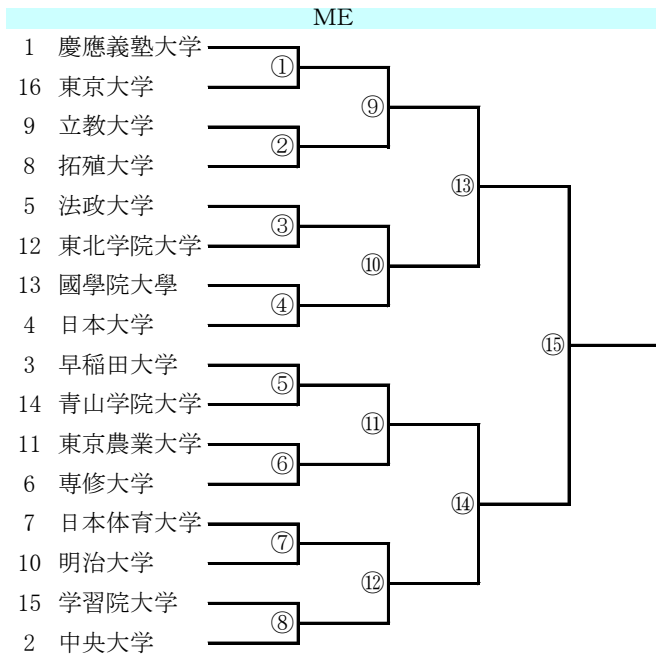 ME
1 慶應義塾大学
①
16 東京大学
⑨
9 立教大学
②
8 拓殖大学
⑬
5 法政大学
③
12 東北学院大学
⑩
13 國學院大學
④
4 日本大学
⑮
3 早稲田大学
⑤
14 青山学院大学
⑪
11 東京農業大学
⑥
6 専修大学
⑭
7 日本体育大学
⑦
10 明治大学
⑫
15 学習院大学
⑧
2 中央大学